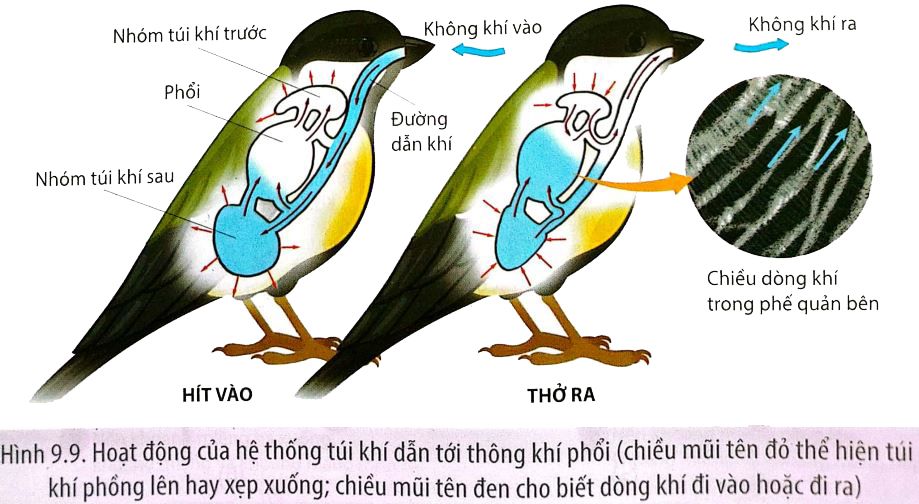 Nhóm túi khí trước
Không khí vào
Không khí ra
Phổi
Đường
dẫn khí
Nhóm túi khí sau
Chiều dòng khí
trong phế quản bên
HÍT VÀO
THỞ RA
Hình 9.9. Hoạt động của hệ thống túi khí dẫn tới thông khí phổi (chiều mũi tên đỏ thể hiện túi
khí phồng lên hay xẹp xuống; chiều mũi tên đen cho biết dòng khí đi vào hoặc đi ra)